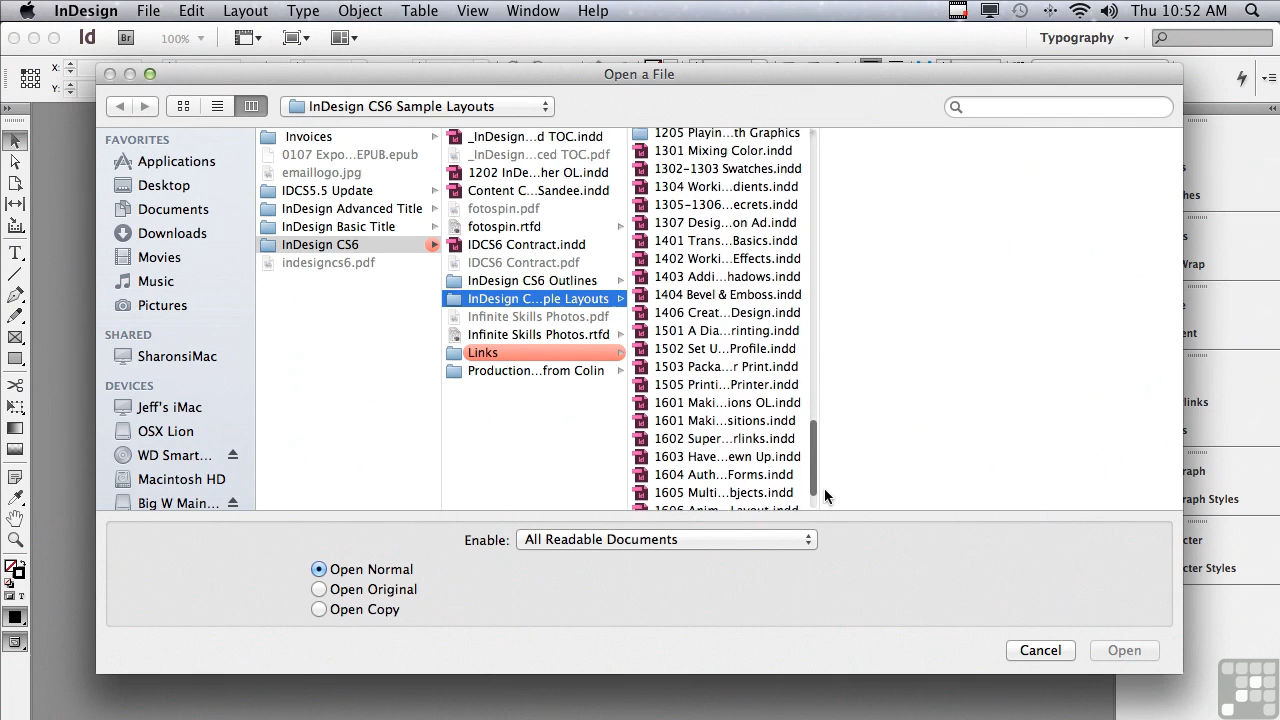 InDesign File Edit Layout Type Object Table View Window Help Thu 10:52 AM
Id Br 100% Typography
X:
Y:
Open a File
InDesign CS6 Sample Layouts
FAVORITES
Applications
Desktop
Documents
Downloads
Movies
Music
Pictures
SHARED
SharonsiMac
DEVICES
Jeff's iMac
OSX Lion
WD Smart...
Macintosh HD
Big W Main...
Invoices
0107 Expo...EPUB.epub
emaillogo.jpg
IDCS5.5 Update
InDesign Advanced Title
InDesign Basic Title
InDesign CS6
indesigncs6.pdf
_InDesign...d TOC.indd
_InDesign...ced TOC.pdf
1202 InDe...her OL.indd
Content C...Sandee.indd
fotospin.pdf
fotospin.rtfd
IDCS6 Contract.indd
IDCS6 Contract.pdf
InDesign CS6 Outlines
InDesign C...ple Layouts
Infinite Skills Photos.pdf
Infinite Skills Photos.rtfd
Links
Production...from Colin
1205 Playin...th Graphics
1301 Mixing Color.indd
1302-1303 Swatches.indd
1304 Worki...dients.indd
1305-1306...ecrets.indd
1307 Desig...on Ad.indd
1401 Trans...Basics.indd
1402 Worki...Effects.indd
1403 Addi...hadows.indd
1404 Bevel & Emboss.indd
1406 Creat...Design.indd
1501 A Dia...rinting.indd
1502 Set U...Profile.indd
1503 Packa...r Print.indd
1505 Printi...Printer.indd
1601 Maki...ions OL.indd
1601 Maki...sitions.indd
1602 Super...rlinks.indd
1603 Have...ewn Up.indd
1604 Auth...Forms.indd
1605 Multi...bjects.indd
1606 Anim...Layout.indd
Enable: All Readable Documents
Open Normal
Open Original
Open Copy
Cancel Open
hes
Wrap
ent
links
raph
raph Styles
cter
cter Styles